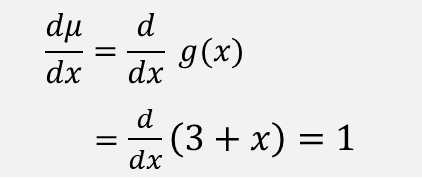 dμ/dx = d/dx g(x)
= d/dx (3 + x) = 1